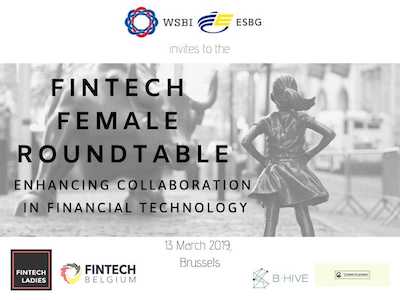 WSBI ESBG
invites to the
FINTECH
FEMALE
ROUNDTABLE
ENHANCING COLLABORATION
IN FINANCIAL TECHNOLOGY
13 March 2019,
Brussels
FINTECH
LADIES
FINTECH
BELGIUM
B-HIVE